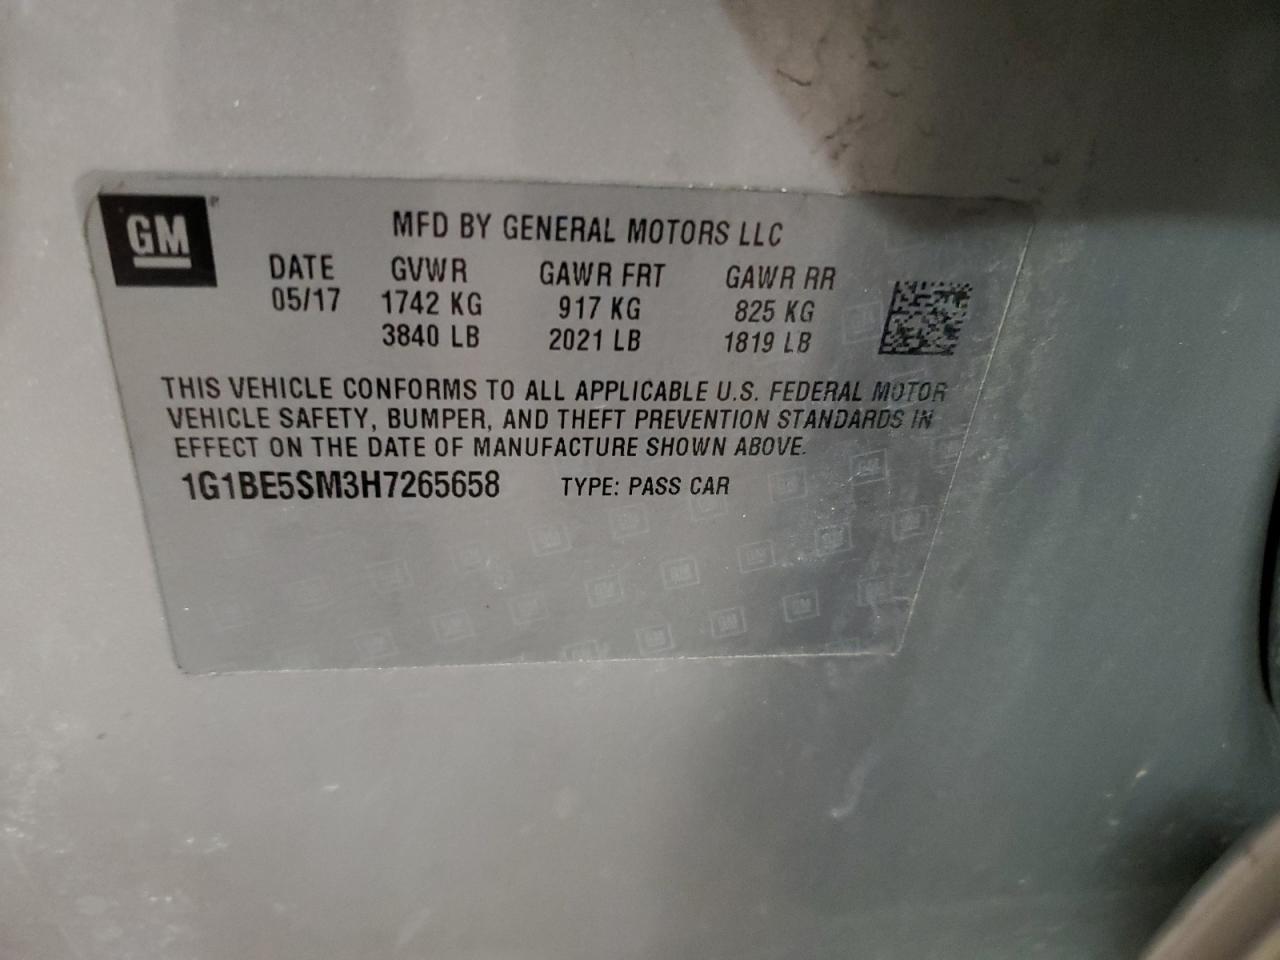 GM
MFD BY GENERAL MOTORS LLC
DATE GVWR GAWR FRT GAWR RR
05/17 1742 KG 917 KG 825 KG
3840 LB 2021 LB 1819 LB
THIS VEHICLE CONFORMS TO ALL APPLICABLE U.S. FEDERAL MOTOR
VEHICLE SAFETY, BUMPER, AND THEFT PREVENTION STANDARDS IN
EFFECT ON THE DATE OF MANUFACTURE SHOWN ABOVE.
1G1BE5SM3H7265658 TYPE: PASS CAR